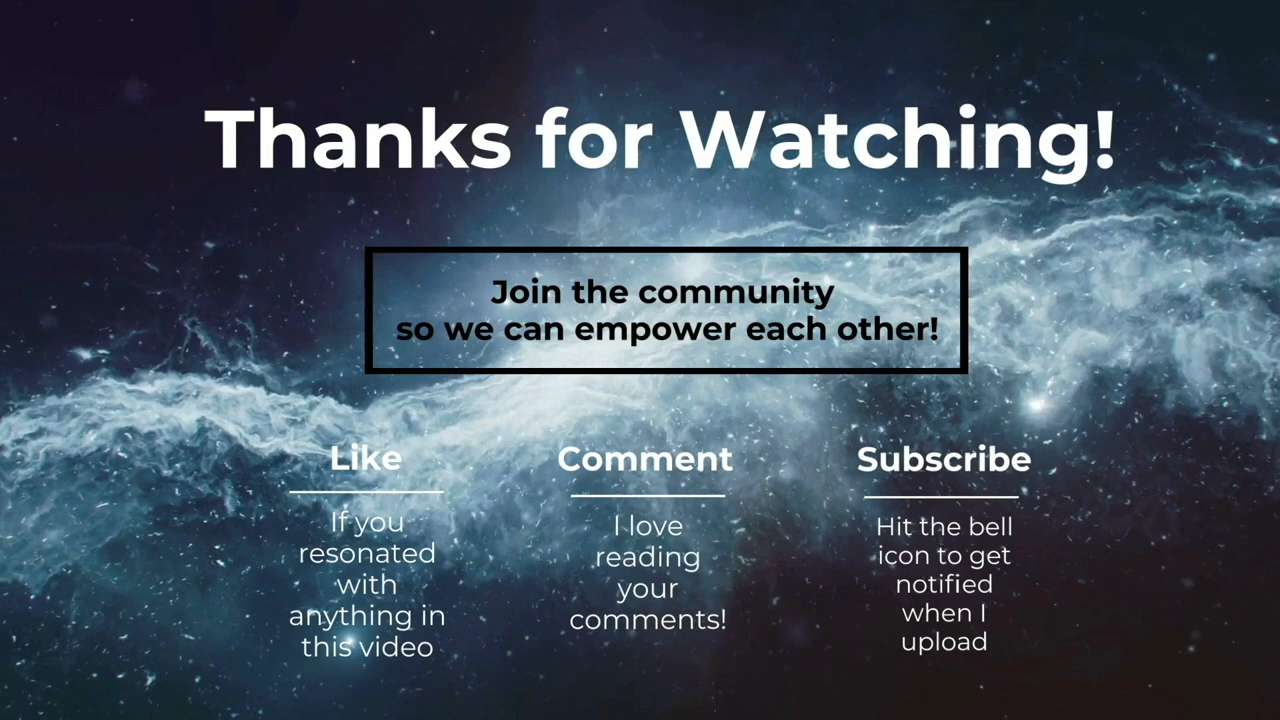 Thanks for Watching!
Join the community
so we can empower each other!
Like
If you
resonated
with
anything in
this video
Comment
I love
reading
your
comments!
Subscribe
Hit the bell
icon to get
notified
when I
upload